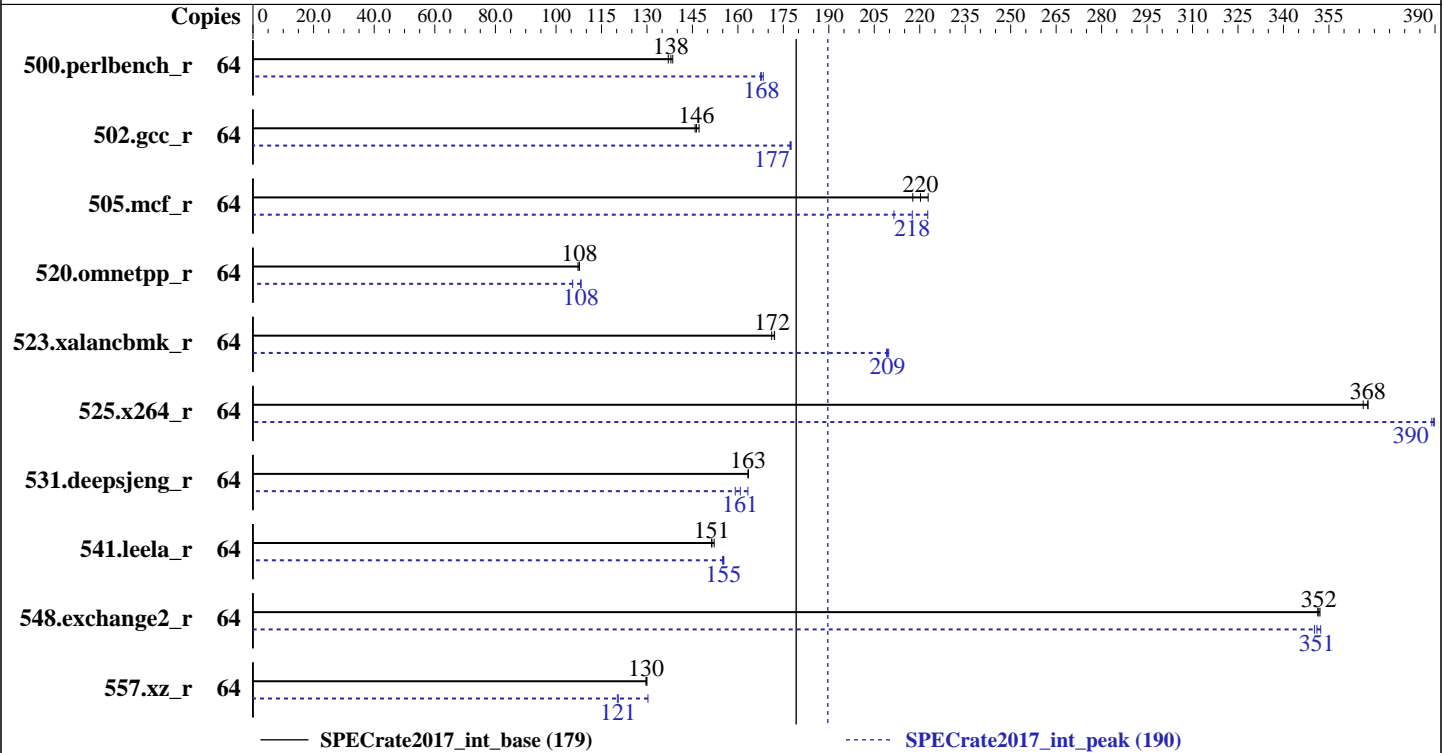 Copies 0 20.0 40.0 60.0 80.0 100 115 130 145 160 175 190 205 220 235 250 265 280 295 310 325 340 355 390
138
500.perlbench_r 64
168
146
502.gcc_r 64
177
220
505.mcf_r 64
218
108
520.omnetpp_r 64
108
172
523.xalancbmk_r 64
209
368
525.x264_r 64
390
163
531.deepsjeng_r 64
161
151
541.leela_r 64
155
352
548.exchange2_r 64
351
130
557.xz_r 64
121
SPECrate2017_int_base (179) SPECrate2017_int_peak (190)